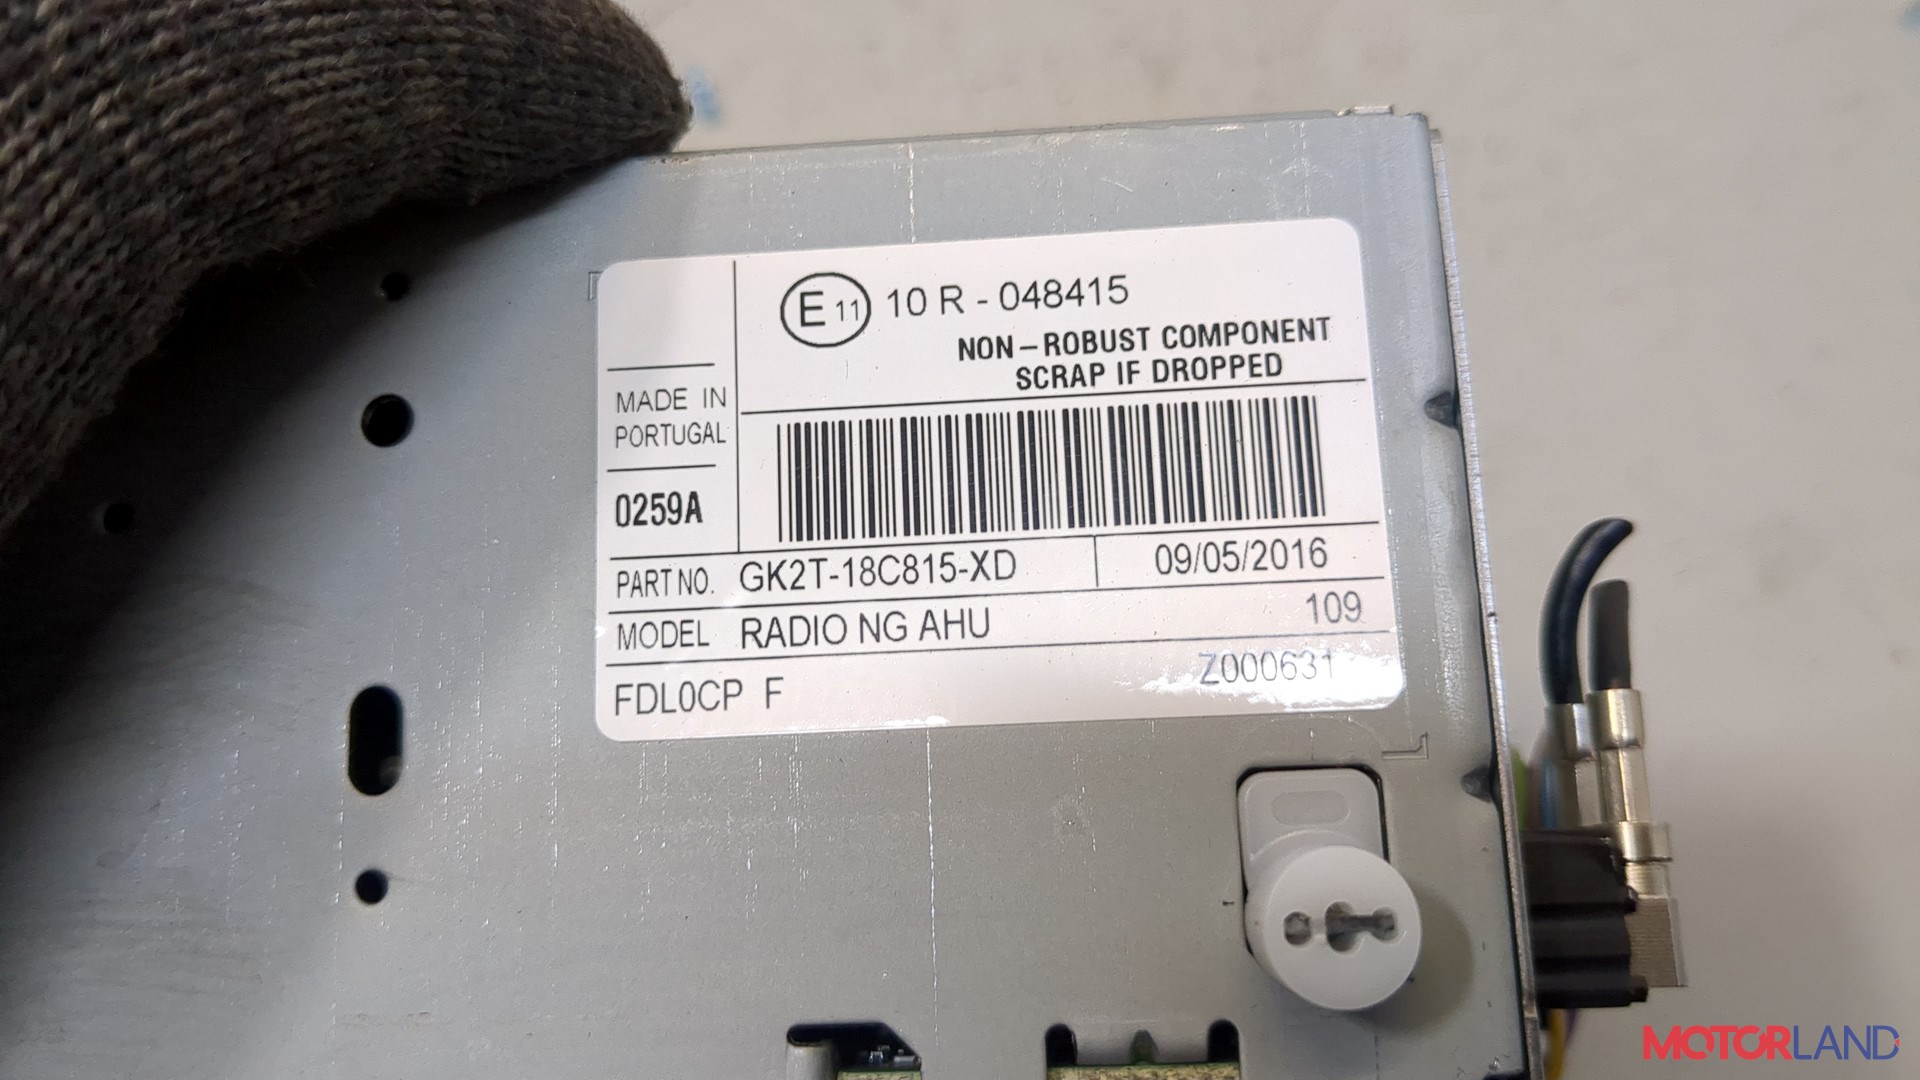 E 11 10 R - 048415
NON - ROBUST COMPONENT
SCRAP IF DROPPED
MADE IN
PORTUGAL
0259A
PART NO. GK2T-18C815-XD 09/05/2016
MODEL RADIO NG AHU 109
FDL0CP F Z000631
MOTORLAND